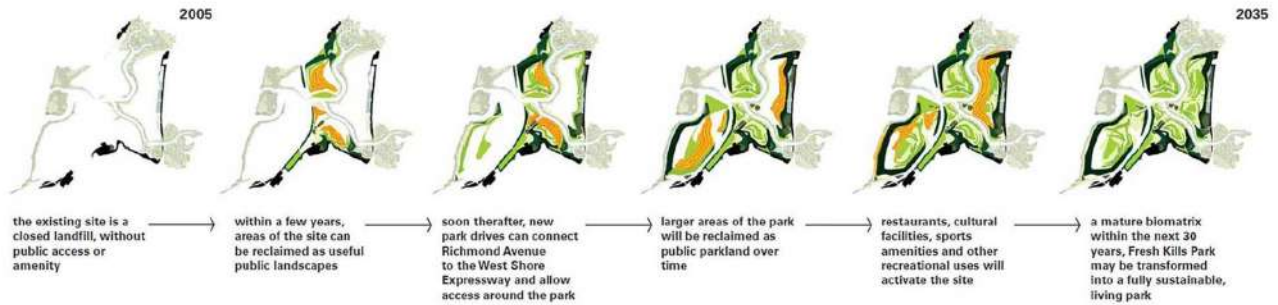 2005
2035
the existing site is a
closed landfill, without
public access or
amenity
within a few years,
areas of the site can
be reclaimed as useful
public landscapes
soon therafter, new
park drives can connect
Richmond Avenue
to the West Shore
Expressway and allow
access around the park
larger areas of the park
will be reclaimed as
public parkland over
time
restaurants, cultural
facilities, sports
amenities and other
recreational uses will
activate the site
a mature biomatrix
within the next 30
years, Fresh Kills Park
may be transformed
into a fully sustainable,
living park